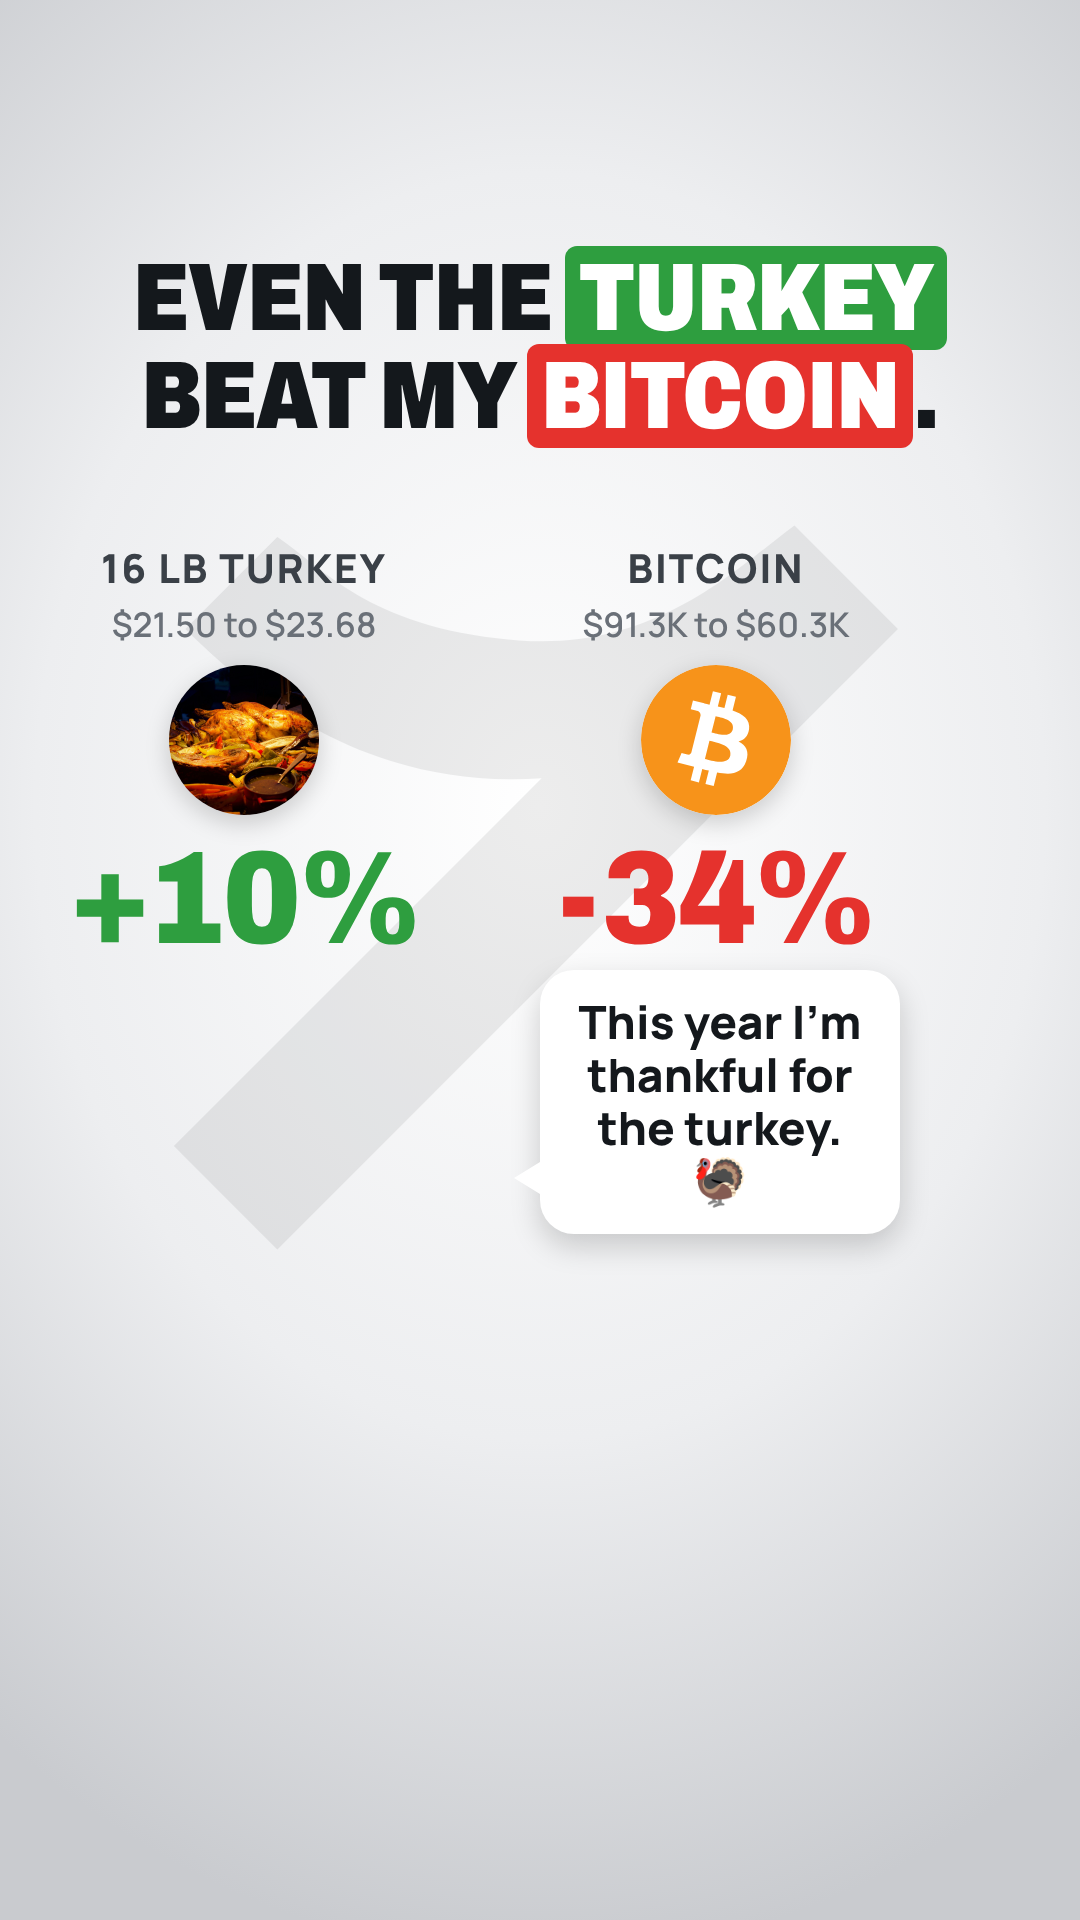 EVEN THE TURKEY
BEAT MY BITCOIN.
16 LB TURKEY
$21.50 to $23.68
+10%
BITCOIN
$91.3K to $60.3K
-34%
This year I’m
thankful for
the turkey.
🦃